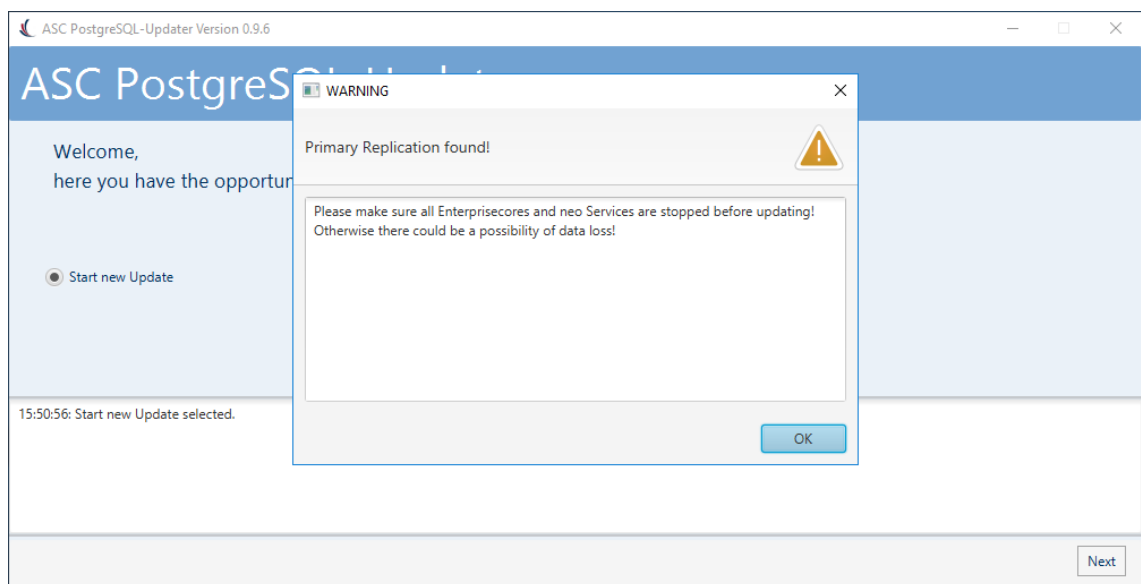 ASC PostgreSQL-Updater Version 0.9.6
ASC PostgreS
WARNING
Primary Replication found!
Welcome,
here you have the opportun
Please make sure all Enterprisecores and neo Services are stopped before updating!
Otherwise there could be a possibility of data loss!
Start new Update
15:50:56: Start new Update selected.
OK
Next